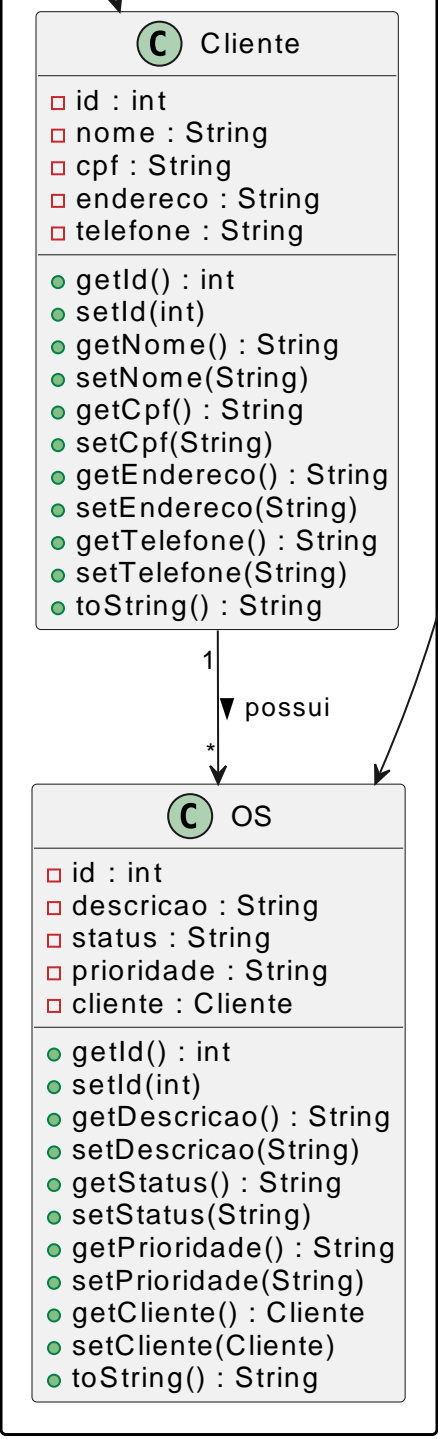 C Cliente
id : int
nome : String
cpf : String
endereco : String
telefone : String
getId() : int
setId(int)
getNome() : String
setNome(String)
getCpf() : String
setCpf(String)
getEndereco() : String
setEndereco(String)
getTelefone() : String
setTelefone(String)
toString() : String
1
possui
*
C OS
id : int
descricao : String
status : String
prioridade : String
cliente : Cliente
getId() : int
setId(int)
getDescricao() : String
setDescricao(String)
getStatus() : String
setStatus(String)
getPrioridade() : String
setPrioridade(String)
getCliente() : Cliente
setCliente(Cliente)
toString() : String